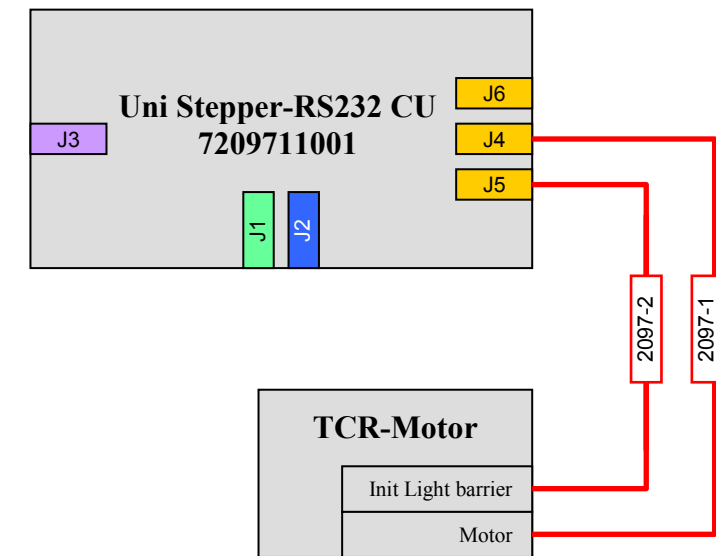 Uni Stepper-RS232 CU
7209711001
J6
J3
J4
J5
J1
J2
2097-2
2097-1
TCR-Motor
Init Light barrier
Motor